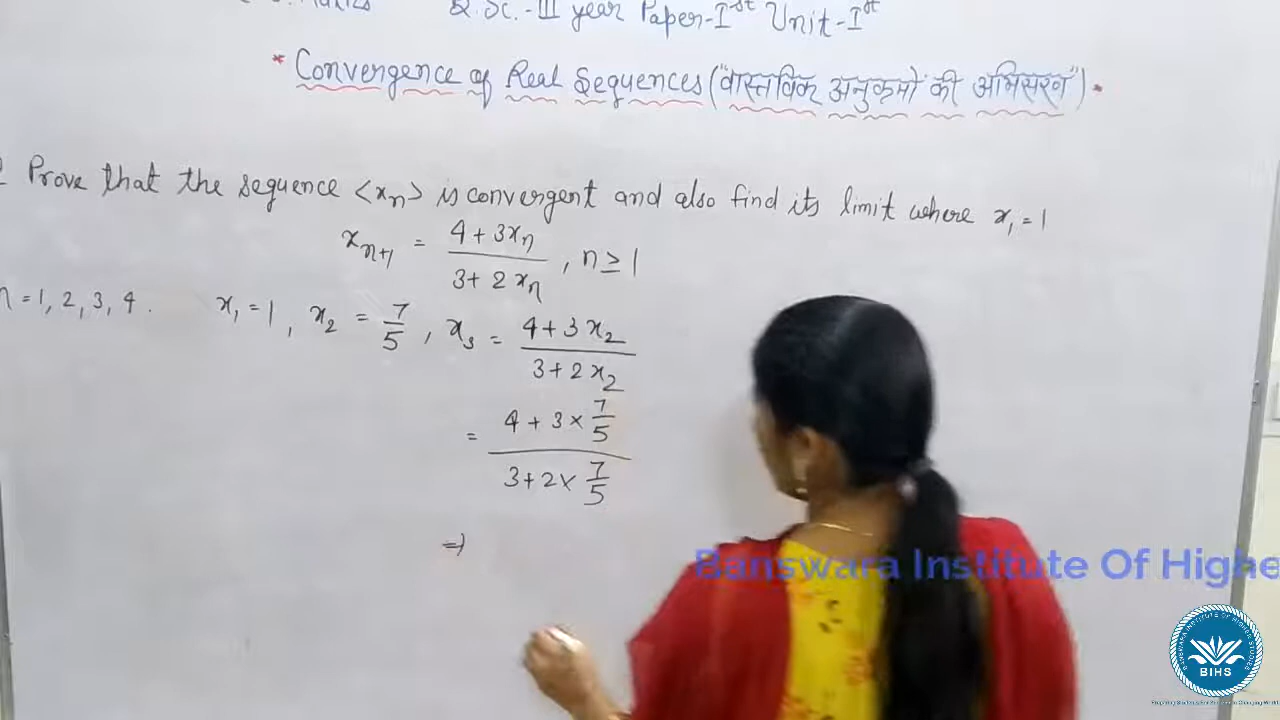 B.Sc.-III year Paper-Ist Unit-Ist
* Convergence of Real Sequences ("वास्तविक अनुक्रमों की अभिसरण") *
Prove that the sequence <xₙ> is convergent and also find its limit where x₁ = 1
xₙ₊₁ = (4 + 3xₙ) / (3 + 2xₙ), n ≥ 1
n = 1, 2, 3, 4. x₁ = 1, x₂ = 7/5, x₃ = (4 + 3x₂) / (3 + 2x₂)
= (4 + 3 × 7/5) / (3 + 2 × 7/5)
⇒
Banswara Institute Of Highe
BIHS